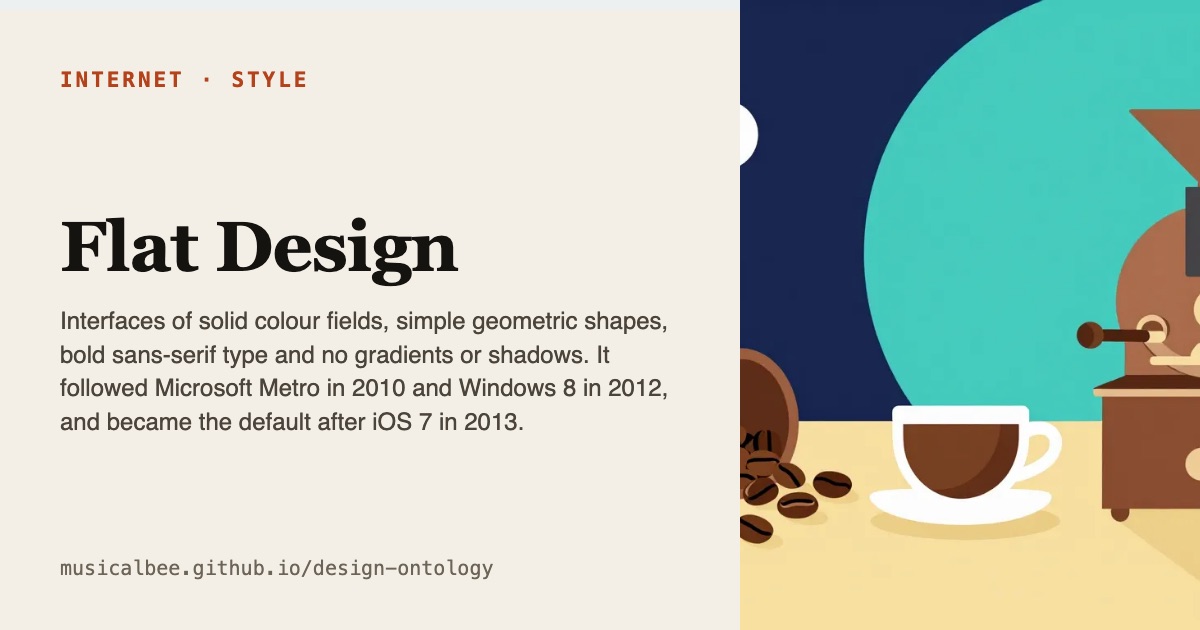 INTERNET · STYLE
Flat Design
Interfaces of solid colour fields, simple geometric shapes,
bold sans-serif type and no gradients or shadows. It
followed Microsoft Metro in 2010 and Windows 8 in 2012,
and became the default after iOS 7 in 2013.
musicalbee.github.io/design-ontology